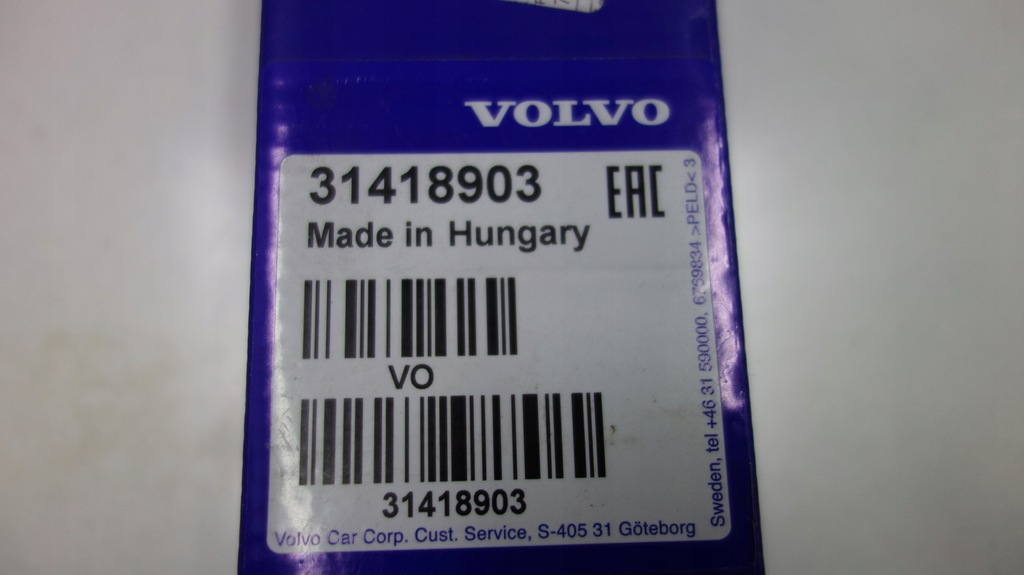 VOLVO
31418903
EAC
Made in Hungary
VO
31418903
Volvo Car Corp. Cust. Service, S-405 31 Göteborg
Sweden, tel +46 31 590000. 6759834 >PELD< 3